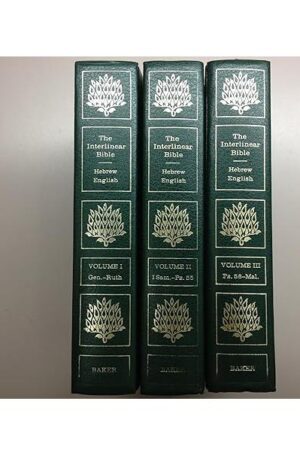 The
Interlinear
Bible
Hebrew
English
VOLUME I
Gen.-Ruth
BAKER
The
Interlinear
Bible
Hebrew
English
VOLUME II
I Sam.-Ps. 55
BAKER
The
Interlinear
Bible
Hebrew
English
VOLUME III
Ps. 56-Mal.
BAKER